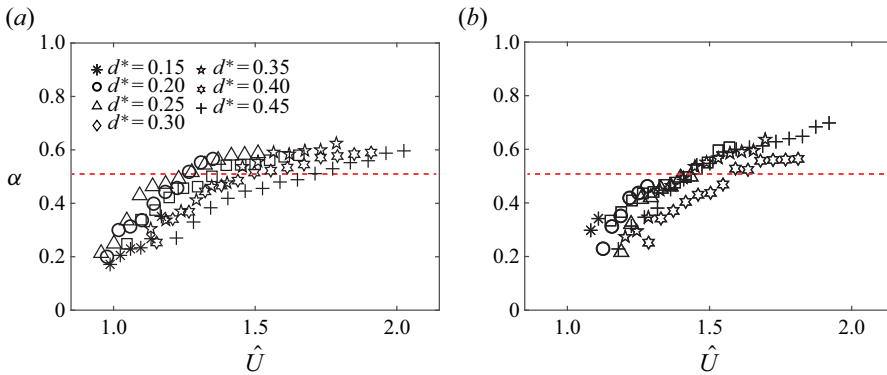 (a) (b)
1.0 1.0
d* = 0.15 d* = 0.35
0.8 d* = 0.20 d* = 0.40 0.8
d* = 0.25 d* = 0.45
d* = 0.30
0.6 0.6
α
0.4 0.4
0.2 0.2
0 0
1.0 1.5 2.0 1.0 1.5 2.0
Û Û